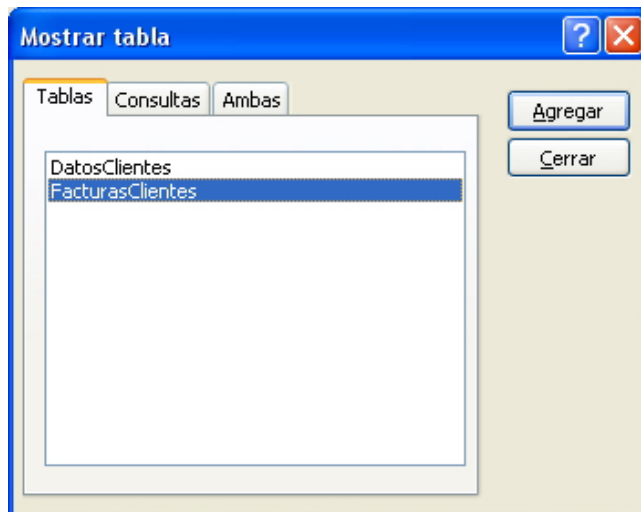 Mostrar tabla
Tablas Consultas Ambas
Agregar
Cerrar
DatosClientes
FacturasClientes